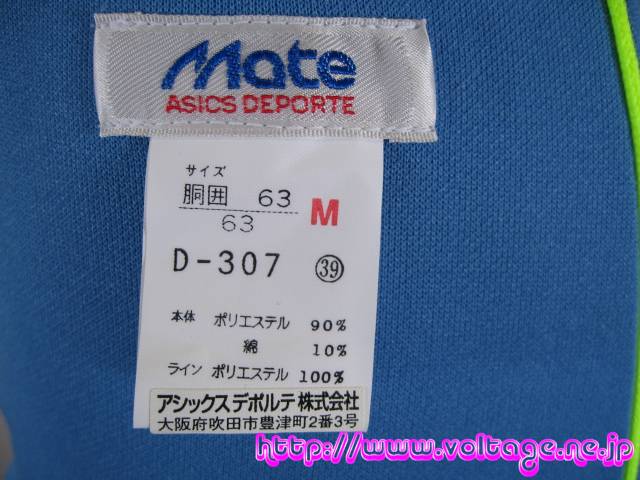 Mate
ASICS DEPORTE
サイズ
胴囲 63
63
M
D-307 ㊴
本体 ポリエステル 90%
綿 10%
ライン ポリエステル 100%
アシックスデポルテ株式会社
大阪府吹田市豊津町2番3号
http://www.voltage.ne.jp